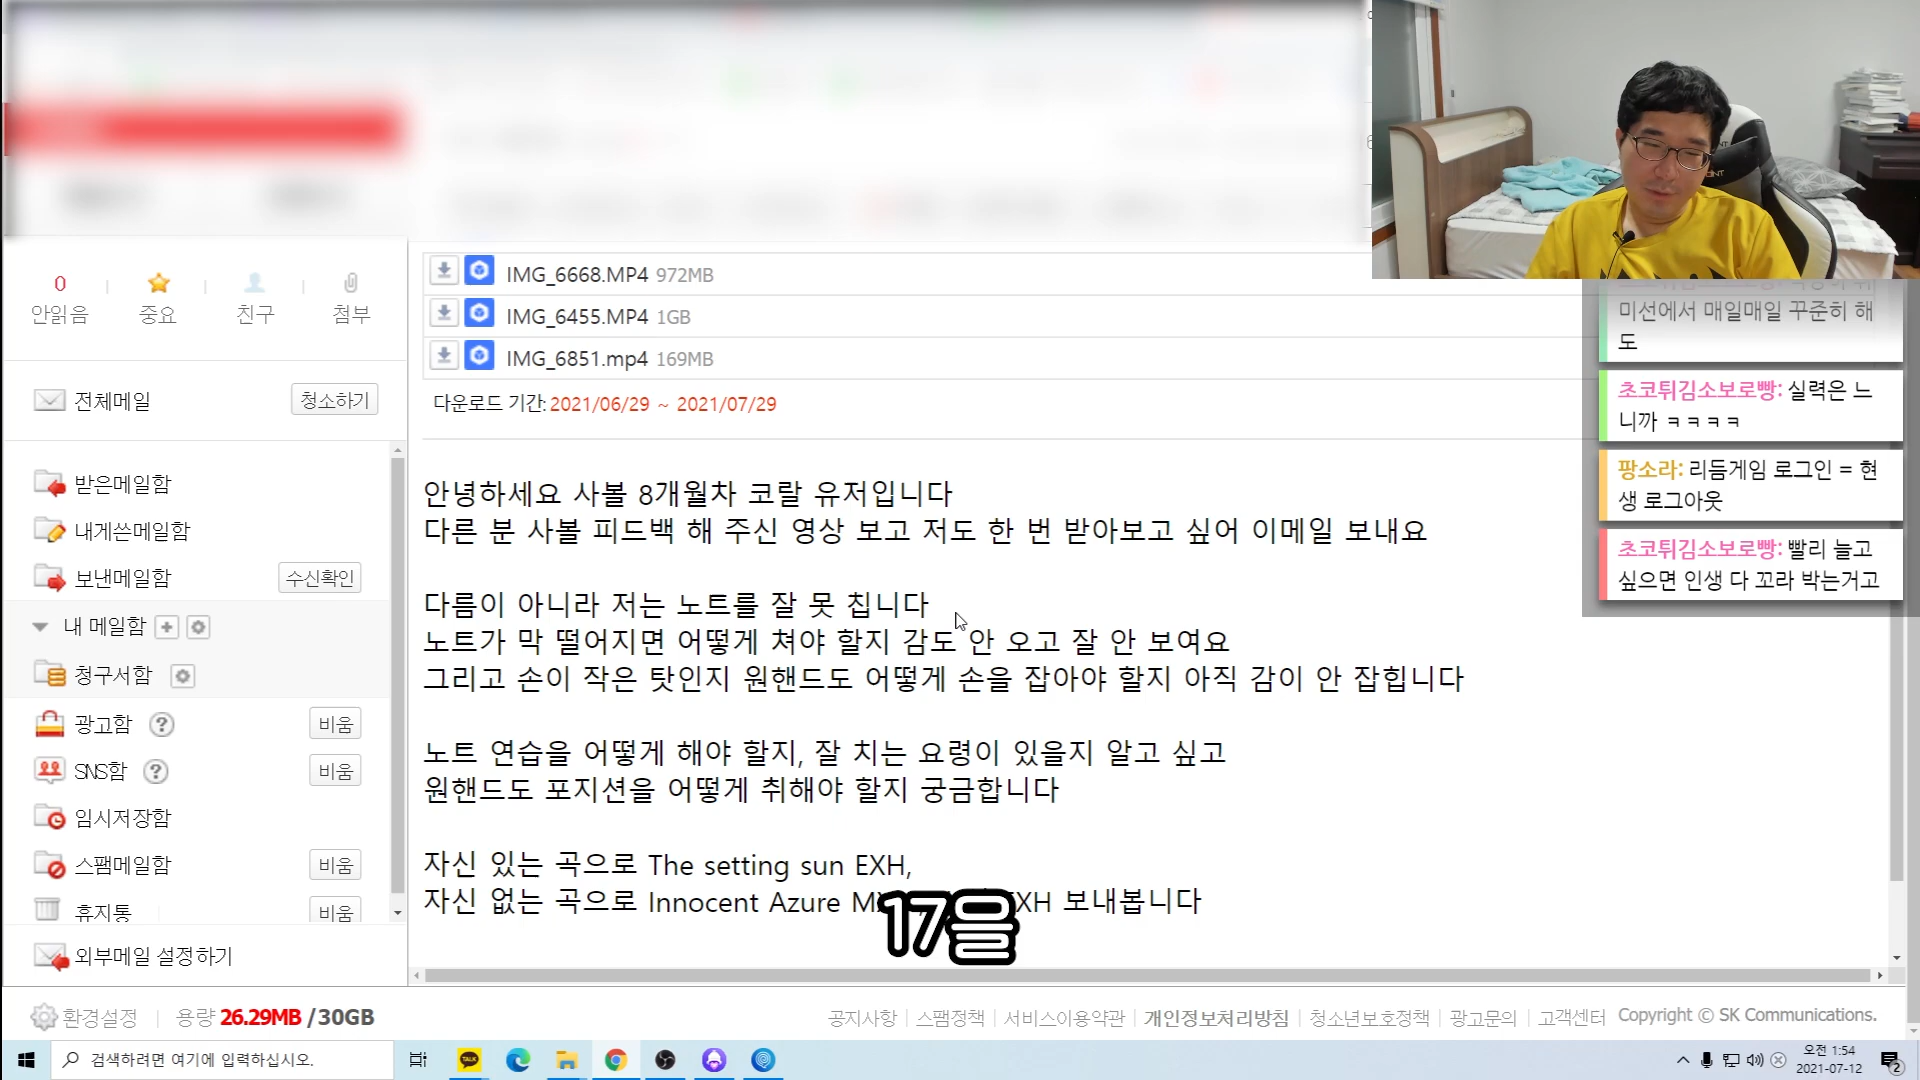 IMG_6668.MP4 972MB
IMG_6455.MP4 1GB
IMG_6851.mp4 169MB
다운로드 기간: 2021/06/29 ~ 2021/07/29
0
안읽음
중요
친구
첨부
전체메일
청소하기
받은메일함
내게쓴메일함
보낸메일함
수신확인
내 메일함
청구서함
광고함
비움
SNS함
비움
임시저장함
스팸메일함
비움
휴지통
비움
외부메일 설정하기
안녕하세요 사볼 8개월차 코랄 유저입니다
다른 분 사볼 피드백 해 주신 영상 보고 저도 한 번 받아보고 싶어 이메일 보내요
다름이 아니라 저는 노트를 잘 못 칩니다
노트가 막 떨어지면 어떻게 쳐야 할지 감도 안 오고 잘 안 보여요
그리고 손이 작은 탓인지 원핸드도 어떻게 손을 잡아야 할지 아직 감이 안 잡힙니다
노트 연습을 어떻게 해야 할지, 잘 치는 요령이 있을지 알고 싶고
원핸드도 포지션을 어떻게 취해야 할지 궁금합니다
자신 있는 곡으로 The setting sun EXH,
자신 없는 곡으로 Innocent Azure EXH 보내봅니다
17을
미선에서 매일매일 꾸준히 해
도
초코튀김소보로빵: 실력은 느
니까 ㅋㅋㅋㅋ
팡소라: 리듬게임 로그인 = 현
생 로그아웃
초코튀김소보로빵: 빨리 늘고
싶으면 인생 다 꼬라 박는거고
환경설정
용량 26.29MB / 30GB
공지사항 | 스팸정책 | 서비스이용약관 | 개인정보처리방침 | 청소년보호정책 | 광고문의 | 고객센터
Copyright © SK Communications.
검색하려면 여기에 입력하십시오.
TALK
오전 1:54
2021-07-12
2